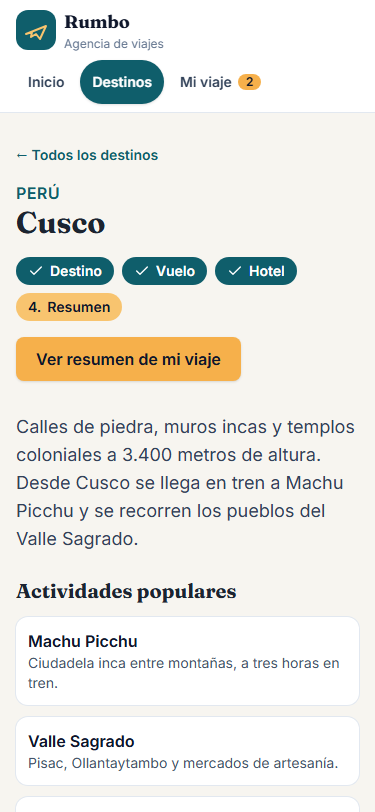 Rumbo
Agencia de viajes
Inicio
Destinos
Mi viaje 2
← Todos los destinos
PERÚ
Cusco
✓ Destino
✓ Vuelo
✓ Hotel
4. Resumen
Ver resumen de mi viaje
Calles de piedra, muros incas y templos
coloniales a 3.400 metros de altura.
Desde Cusco se llega en tren a Machu
Picchu y se recorren los pueblos del
Valle Sagrado.
Actividades populares
Machu Picchu
Ciudadela inca entre montañas, a tres horas en
tren.
Valle Sagrado
Pisac, Ollantaytambo y mercados de artesanía.